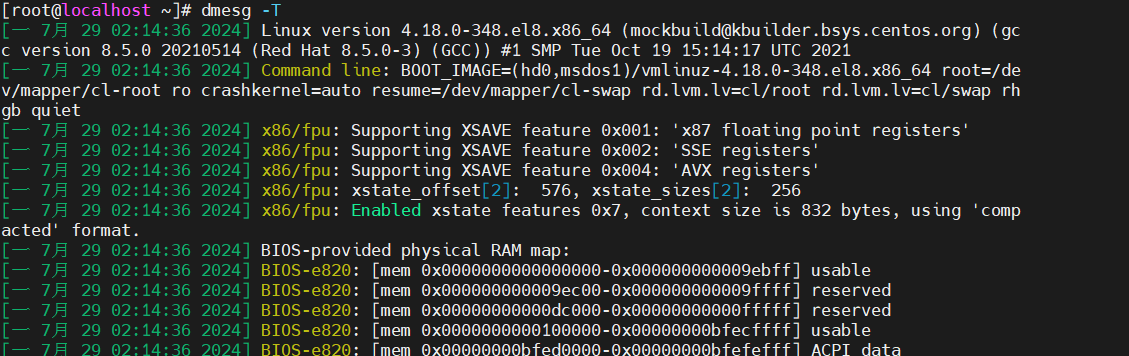 [root@localhost ~]# dmesg -T
[一 7月 29 02:14:36 2024] Linux version 4.18.0-348.el8.x86_64 (mockbuild@kbuilder.bsys.centos.org) (gc
c version 8.5.0 20210514 (Red Hat 8.5.0-3) (GCC)) #1 SMP Tue Oct 19 15:14:17 UTC 2021
[一 7月 29 02:14:36 2024] Command line: BOOT_IMAGE=(hd0,msdos1)/vmlinuz-4.18.0-348.el8.x86_64 root=/de
v/mapper/cl-root ro crashkernel=auto resume=/dev/mapper/cl-swap rd.lvm.lv=cl/root rd.lvm.lv=cl/swap rh
gb quiet
[一 7月 29 02:14:36 2024] x86/fpu: Supporting XSAVE feature 0x001: 'x87 floating point registers'
[一 7月 29 02:14:36 2024] x86/fpu: Supporting XSAVE feature 0x002: 'SSE registers'
[一 7月 29 02:14:36 2024] x86/fpu: Supporting XSAVE feature 0x004: 'AVX registers'
[一 7月 29 02:14:36 2024] x86/fpu: xstate_offset[2]:  576, xstate_sizes[2]:  256
[一 7月 29 02:14:36 2024] x86/fpu: Enabled xstate features 0x7, context size is 832 bytes, using 'comp
acted' format.
[一 7月 29 02:14:36 2024] BIOS-provided physical RAM map:
[一 7月 29 02:14:36 2024] BIOS-e820: [mem 0x0000000000000000-0x000000000009ebff] usable
[一 7月 29 02:14:36 2024] BIOS-e820: [mem 0x000000000009ec00-0x000000000009ffff] reserved
[一 7月 29 02:14:36 2024] BIOS-e820: [mem 0x00000000000dc000-0x00000000000fffff] reserved
[一 7月 29 02:14:36 2024] BIOS-e820: [mem 0x0000000000100000-0x00000000bfecffff] usable
[一 7月 29 02:14:36 2024] BIOS-e820: [mem 0x00000000bfed0000-0x00000000bfefefff] ACPI data